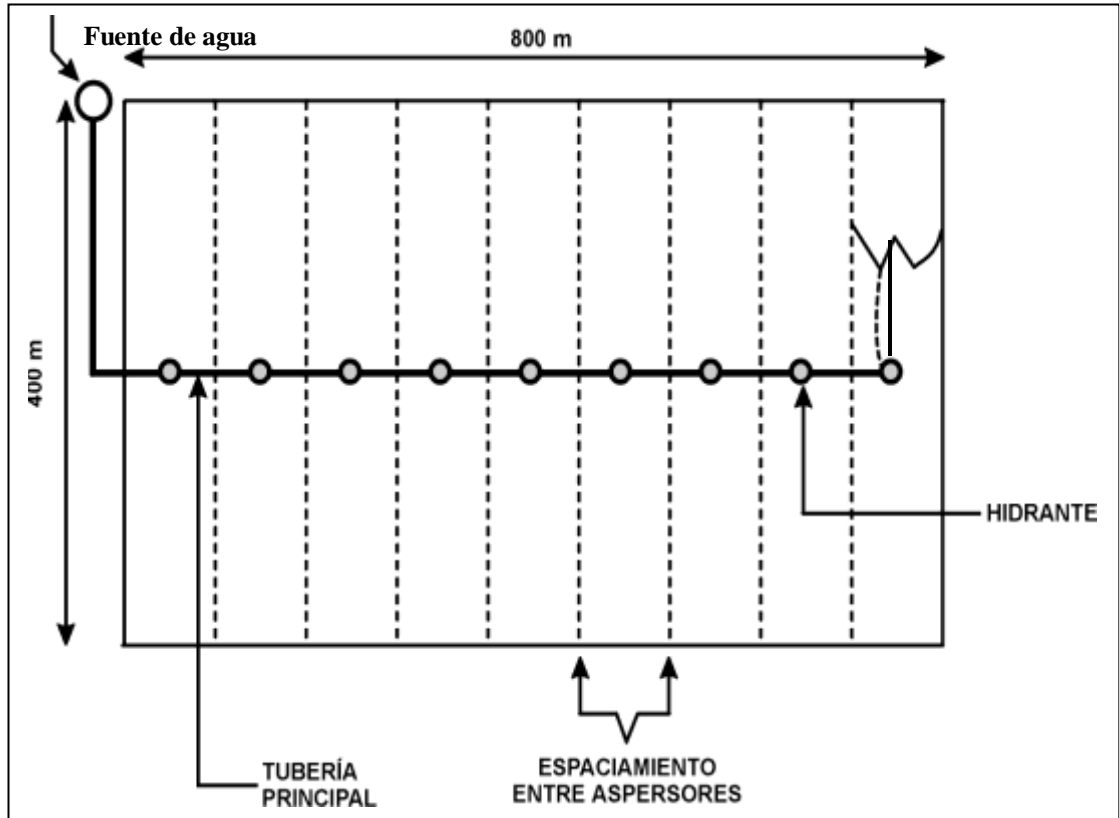 Fuente de agua
800 m
400 m
HIDRANTE
TUBERÍA
PRINCIPAL
ESPACIAMIENTO
ENTRE ASPERSORES